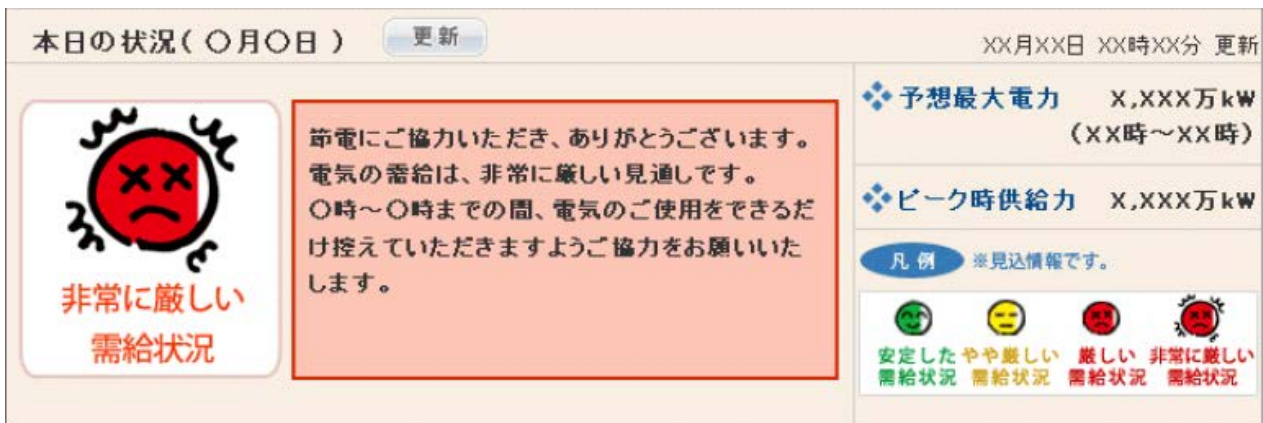 本日の状況(〇月〇日)
更新
XX月XX日 XX時XX分 更新
非常に厳しい
需給状況
節電にご協力いただき、ありがとうございます。
電気の需給は、非常に厳しい見通しです。
〇時～〇時までの間、電気のご使用をできるだ
け控えていただきますようご協力をお願いいた
します。
予想最大電力 X,XXX万kW
(XX時～XX時)
ピーク時供給力 X,XXX万kW
凡例 ※見込情報です。
安定した やや厳しい 厳しい 非常に厳しい
需給状況 需給状況 需給状況 需給状況